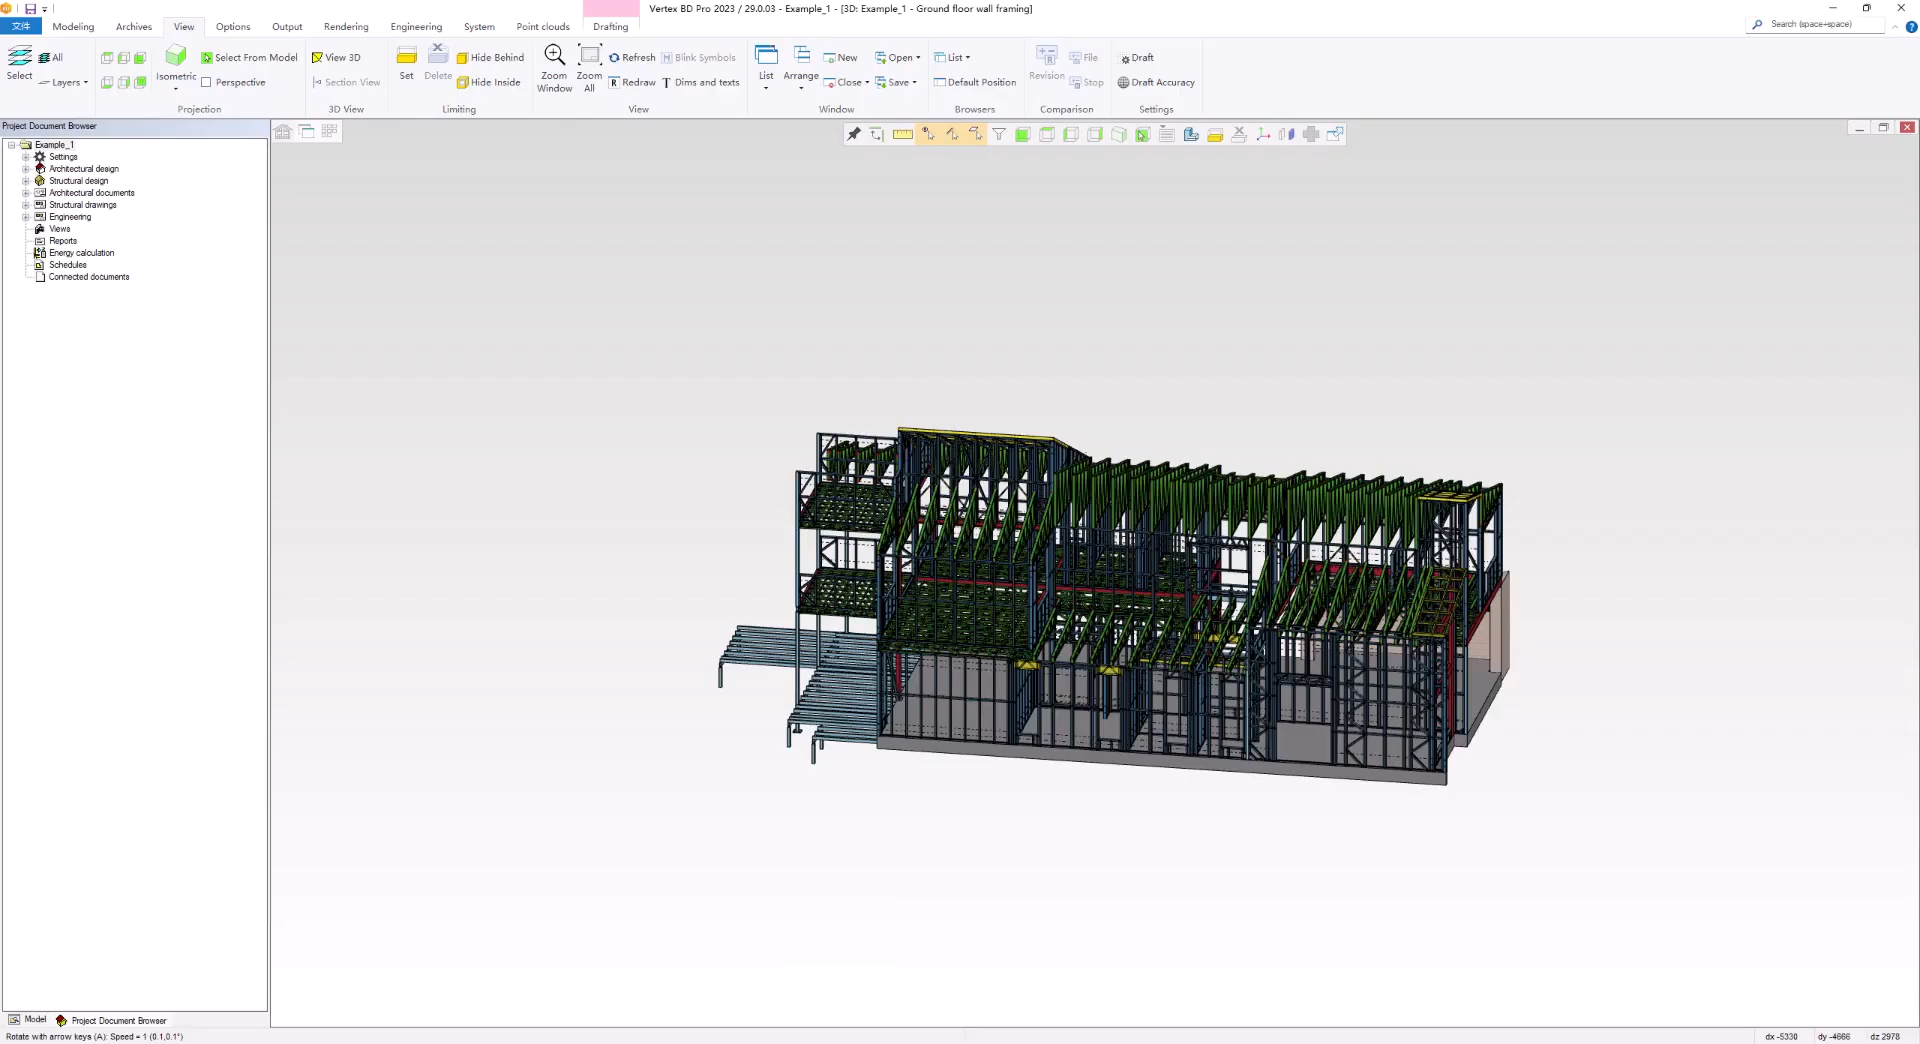 Vertex BD Pro 2023 / 29.0.03 - Example_1 - [3D: Example_1 - Ground floor wall framing]
文件 Modeling Archives View Options Output Rendering Engineering System Point clouds Drafting Search (space+space)
Select All Layers
Isometric Select From Model Perspective Projection
View 3D Section View 3D View
Set Delete Hide Behind Hide Inside Limiting
Zoom Window Zoom All Refresh Redraw Blink Symbols Dims and texts View
List Arrange New Close Open Save Window
List Default Position Browsers
Revision File Stop Comparison
Draft Draft Accuracy Settings
Project Document Browser
Example_1
Settings
Architectural design
Structural design
Architectural documents
Structural drawings
Engineering
Views
Reports
Energy calculation
Schedules
Connected documents
Model Project Document Browser
Rotate with arrow keys (A): Speed = 1 (0.1,0.1°) dx -5330 dy -4666 dz 2978